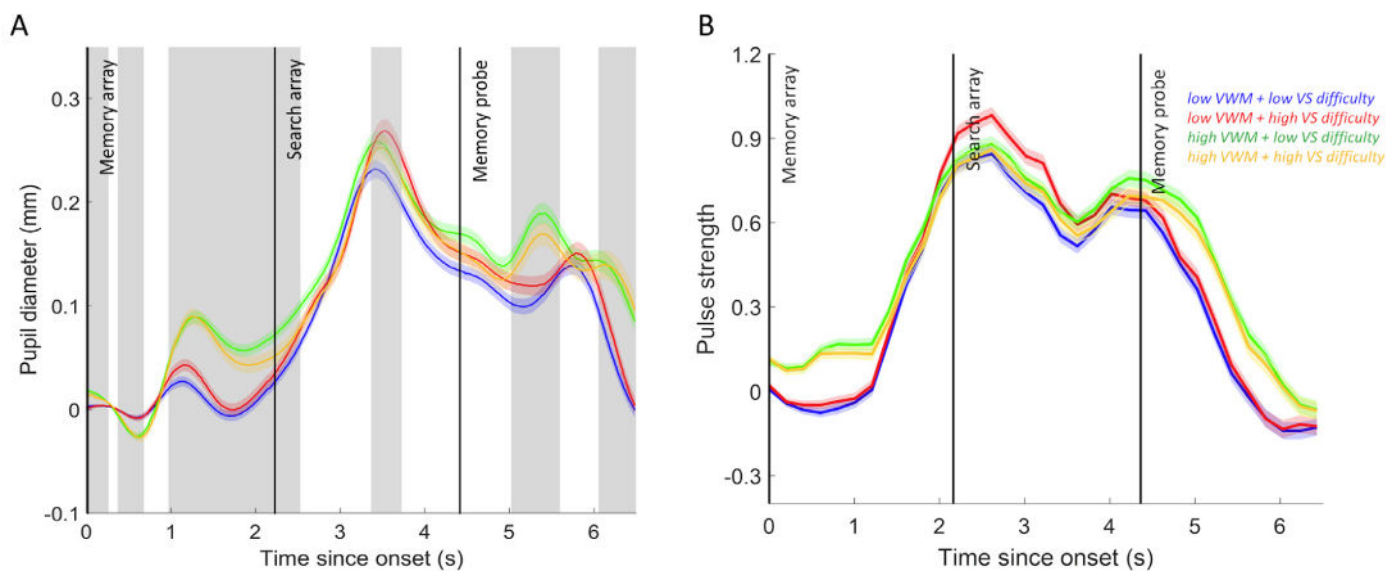 A
0.3
0.2
0.1
0
-0.1
Pupil diameter (mm)
Memory array
Search array
Memory probe
0 1 2 3 4 5 6
Time since onset (s)
B
1.2
0.9
0.6
0.3
0
-0.3
Pulse strength
Memory array
Search array
Memory probe
low VWM + low VS difficulty
low VWM + high VS difficulty
high VWM + low VS difficulty
high VWM + high VS difficulty
0 1 2 3 4 5 6
Time since onset (s)